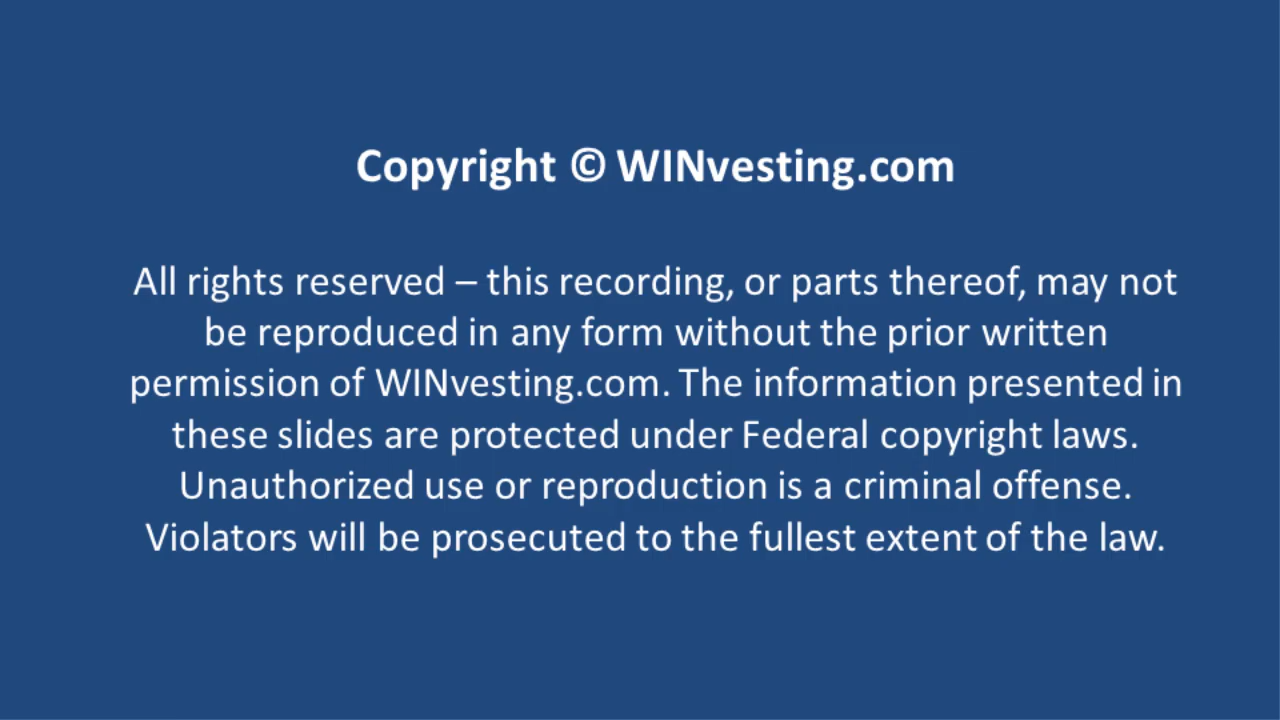 Copyright © WINvesting.com
All rights reserved – this recording, or parts thereof, may not
be reproduced in any form without the prior written
permission of WINvesting.com. The information presented in
these slides are protected under Federal copyright laws.
Unauthorized use or reproduction is a criminal offense.
Violators will be prosecuted to the fullest extent of the law.